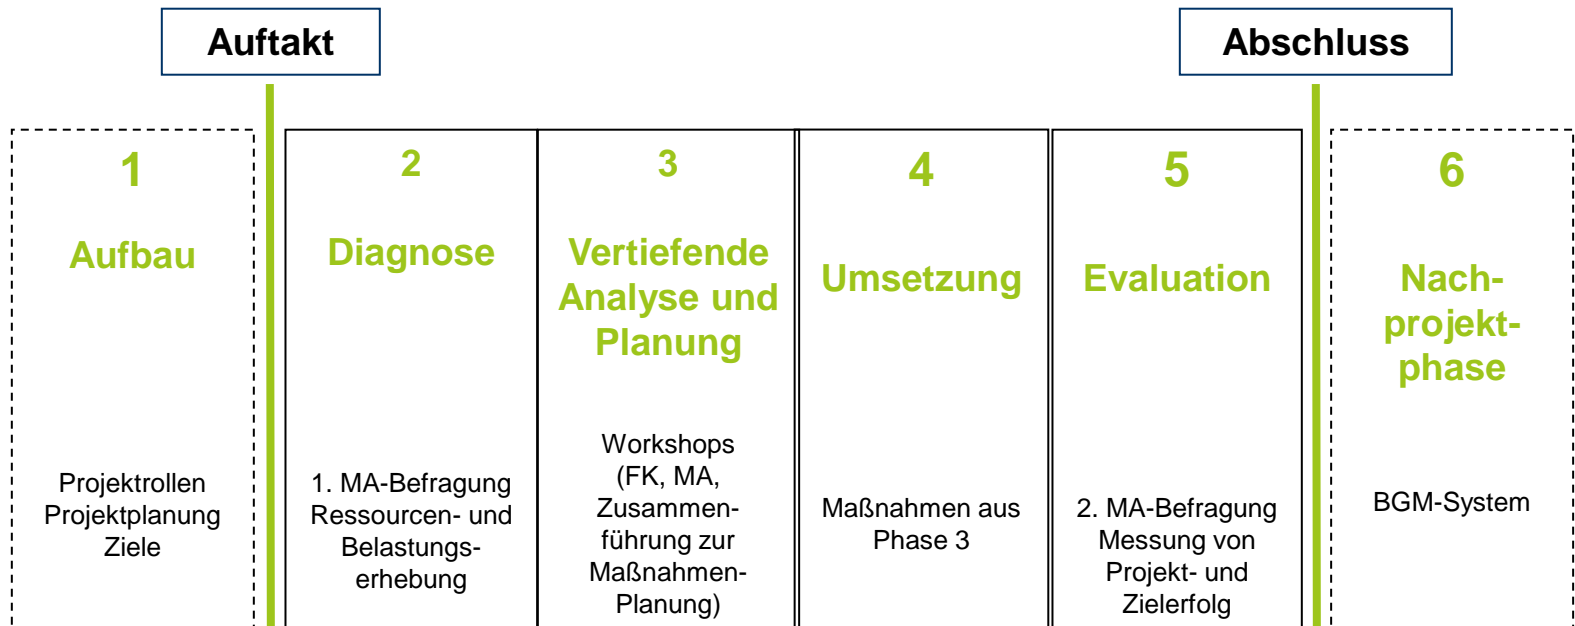 Auftakt
Abschluss
1
Aufbau
Projektrollen
Projektplanung
Ziele
2
Diagnose
1. MA-Befragung
Ressourcen- und
Belastungs-
erhebung
3
Vertiefende
Analyse und
Planung
Workshops
(FK, MA,
Zusammen-
führung zur
Maßnahmen-
Planung)
4
Umsetzung
Maßnahmen aus
Phase 3
5
Evaluation
2. MA-Befragung
Messung von
Projekt- und
Zielerfolg
6
Nach-
projekt-
phase
BGM-System